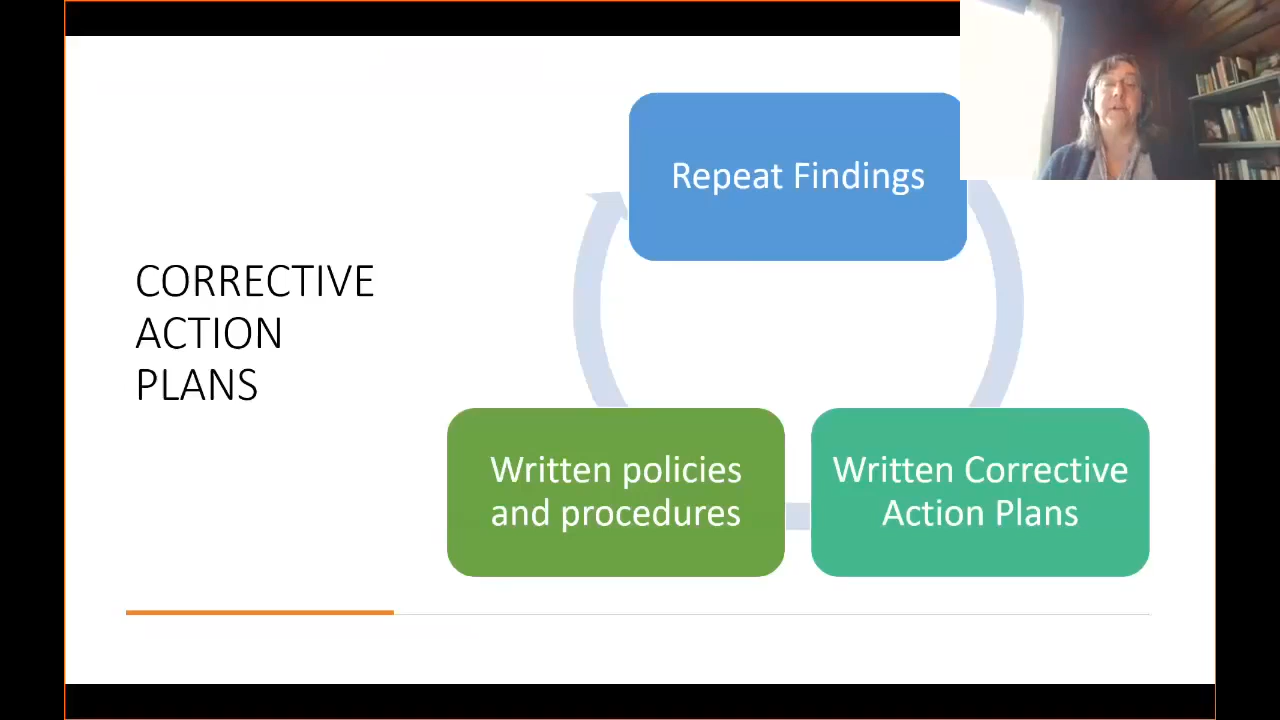 CORRECTIVE
ACTION
PLANS
Repeat Findings
Written policies
and procedures
Written Corrective
Action Plans